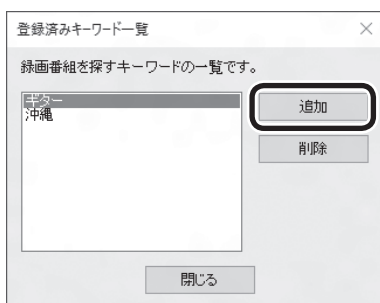 登録済みキーワード一覧
録画番組を探すキーワードの一覧です。
ギター
沖縄
追加
削除
閉じる